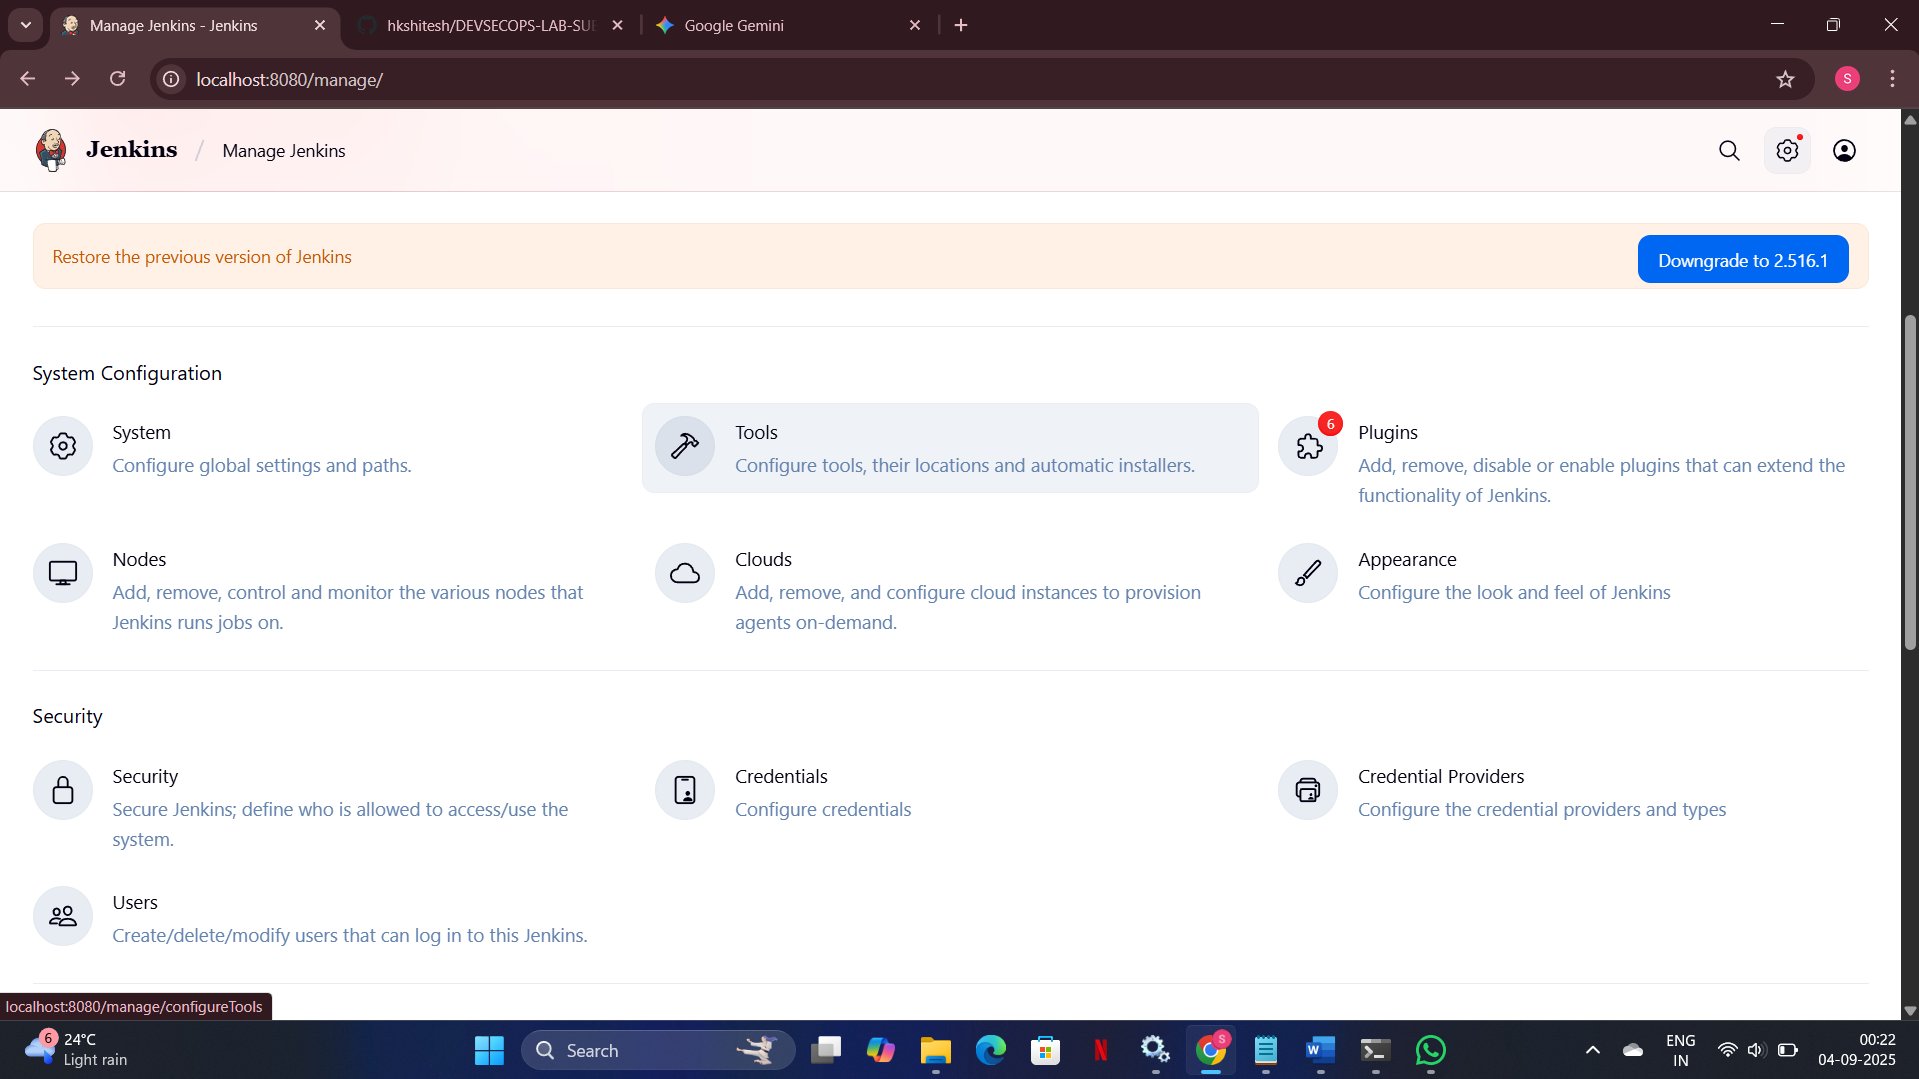 Manage Jenkins - Jenkins
hkshitesh/DEVSECOPS-LAB-SUB
Google Gemini
localhost:8080/manage/
S
Jenkins / Manage Jenkins
Restore the previous version of Jenkins
Downgrade to 2.516.1
System Configuration
System
Configure global settings and paths.
Tools
Configure tools, their locations and automatic installers.
6
Plugins
Add, remove, disable or enable plugins that can extend the
functionality of Jenkins.
Nodes
Add, remove, control and monitor the various nodes that
Jenkins runs jobs on.
Clouds
Add, remove, and configure cloud instances to provision
agents on-demand.
Appearance
Configure the look and feel of Jenkins
Security
Security
Secure Jenkins; define who is allowed to access/use the
system.
Credentials
Configure credentials
Credential Providers
Configure the credential providers and types
Users
Create/delete/modify users that can log in to this Jenkins.
localhost:8080/manage/configureTools
6
24°C
Light rain
Search
N
S
W
ENG
IN
00:22
04-09-2025